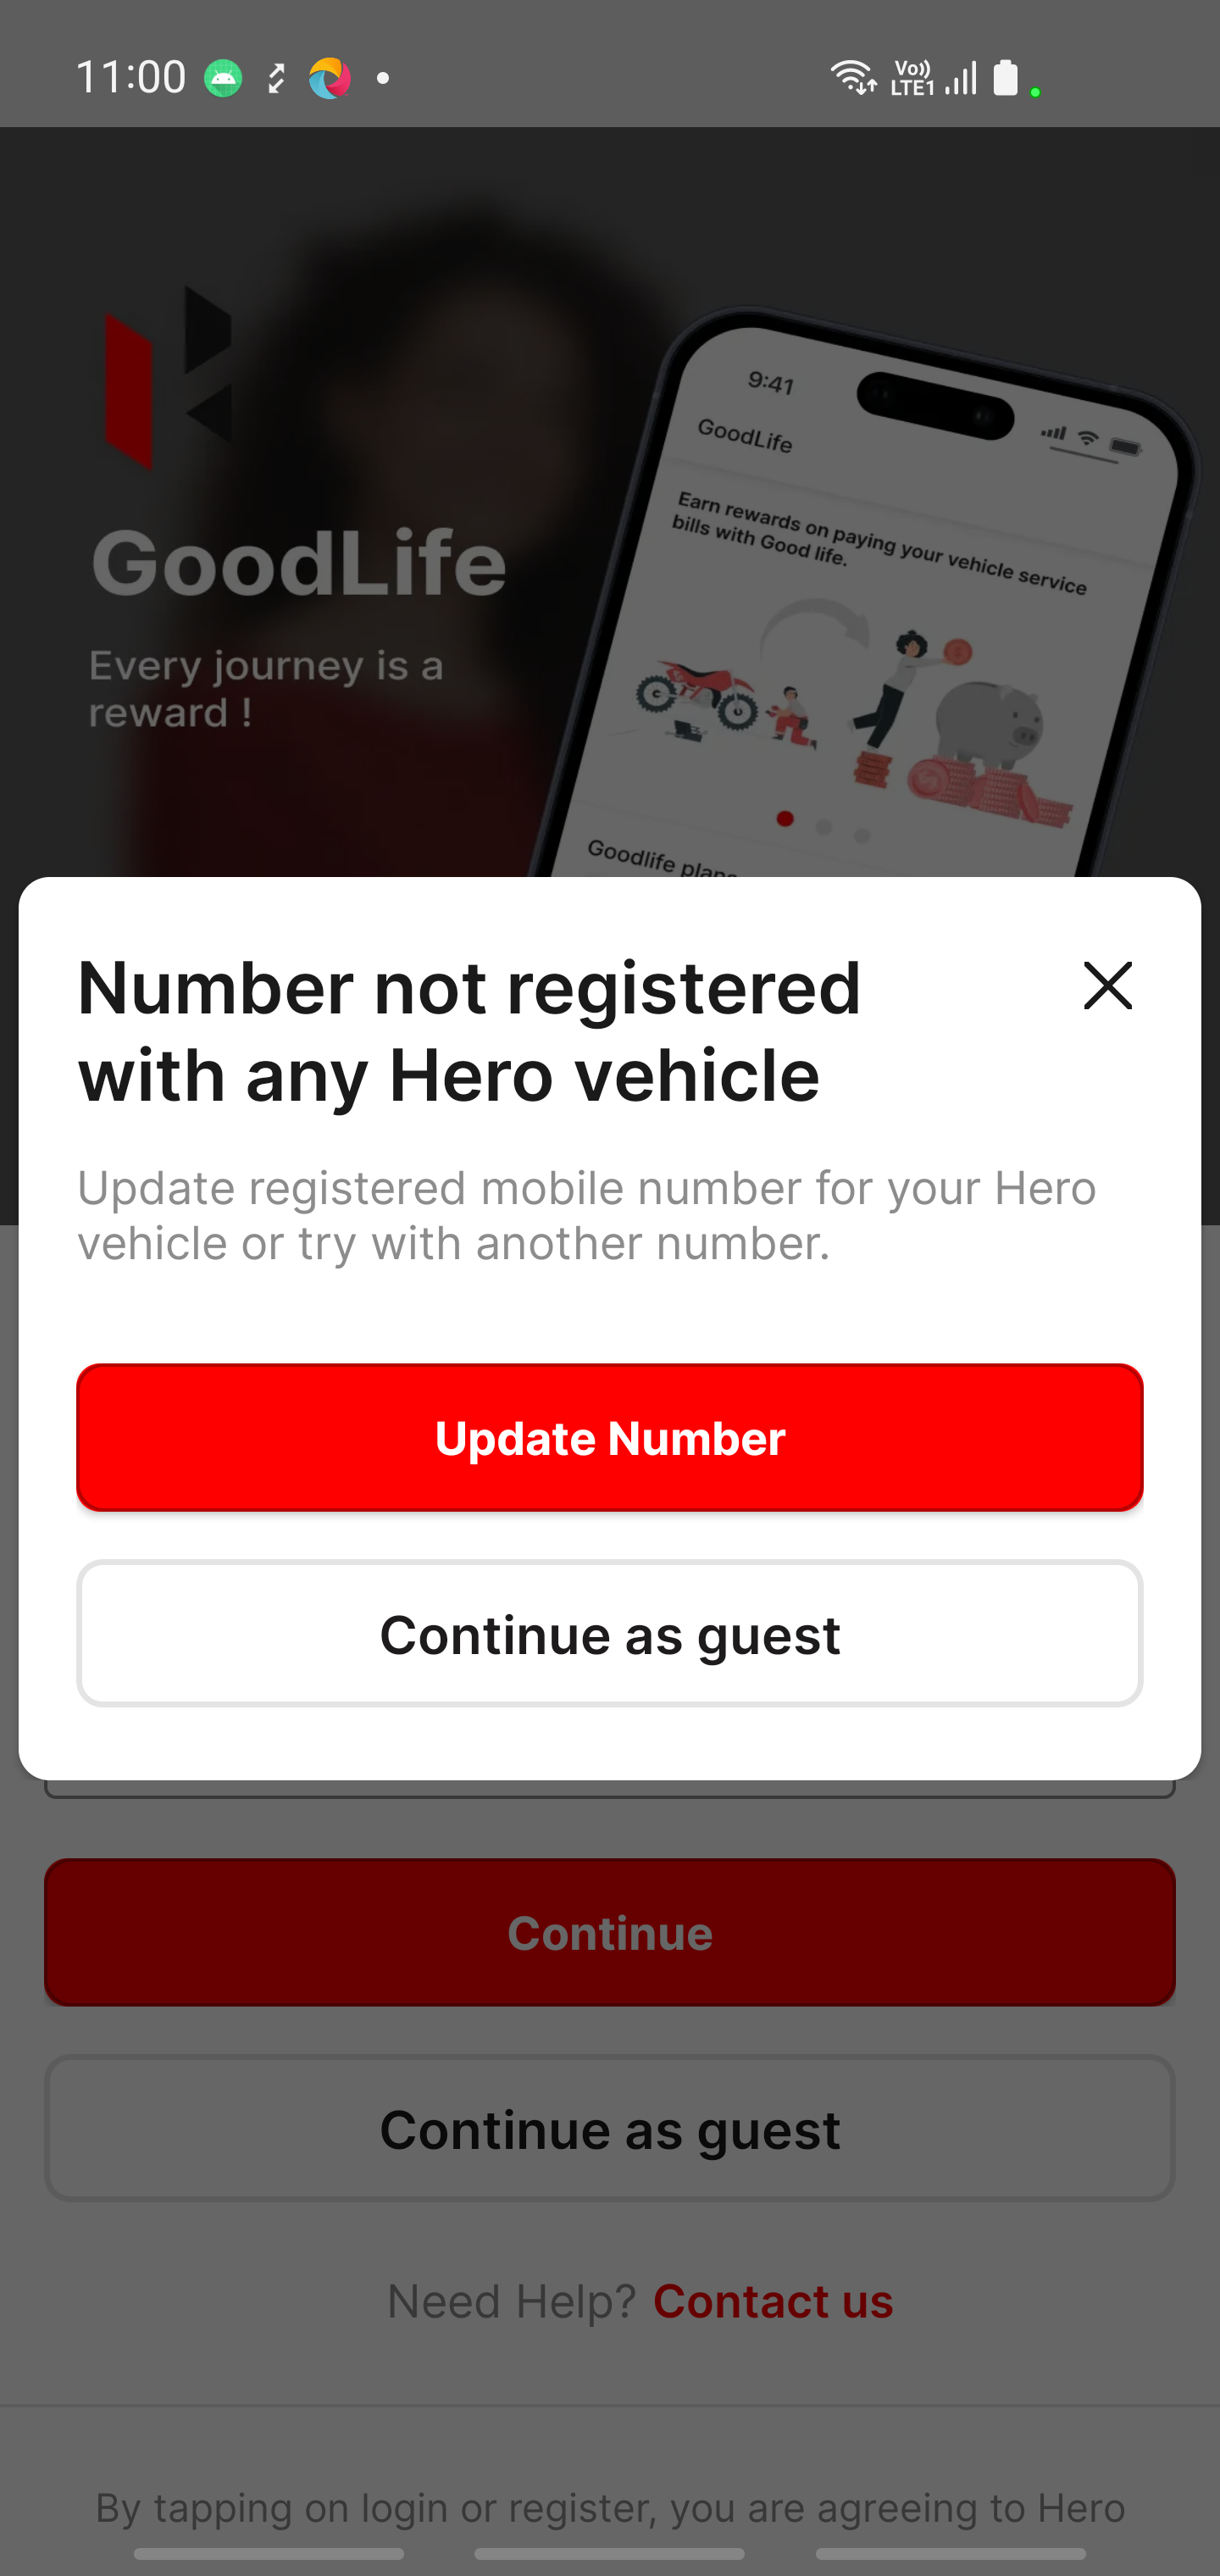 11:00
Vo))
LTE1
9:41
GoodLife
Earn rewards on paying your vehicle service
bills with Good life.
GoodLife
Every journey is a
reward !
Number not registered
with any Hero vehicle
Update registered mobile number for your Hero
vehicle or try with another number.
Update Number
Continue as guest
Continue
Continue as guest
Need Help? Contact us
By tapping on login or register, you are agreeing to Hero